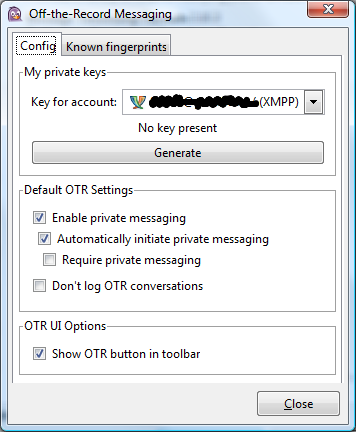 Off-the-Record Messaging
Config Known fingerprints
My private keys
Key for account: (XMPP)
No key present
Generate
Default OTR Settings
Enable private messaging
Automatically initiate private messaging
Require private messaging
Don't log OTR conversations
OTR UI Options
Show OTR button in toolbar
Close